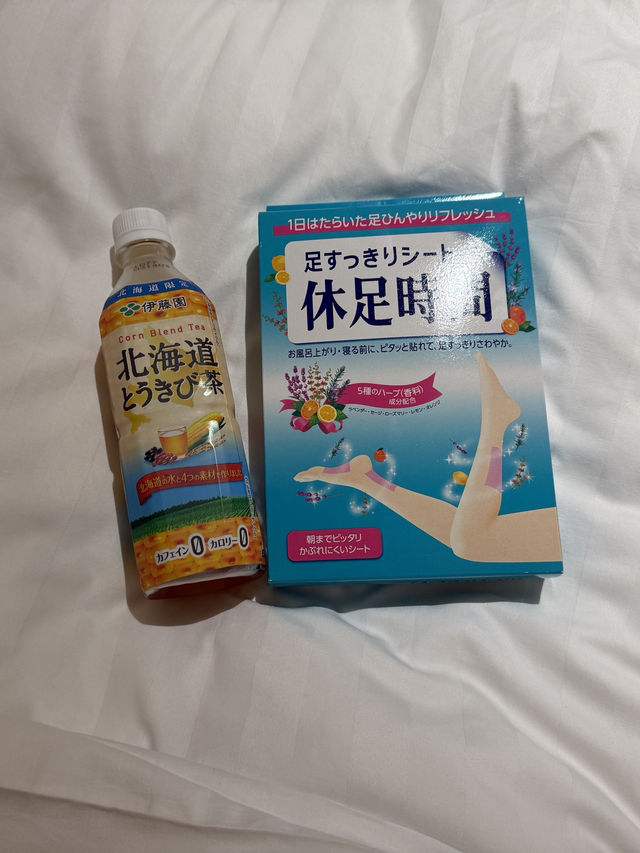 北海道限定
伊藤園
Corn Blend Tea
北海道
とうきび茶
北海道の水と4つの素材で作りました
カフェイン0 カロリー0
1日はたらいた足ひんやりリフレッシュ
足すっきりシート
休足時間
お風呂上がり・寝る前に、ピタッと貼れて、足すっきりさわやか。
5種のハーブ(香料)
成分配合
ラベンダー・セージ・ローズマリー・レモン・オレンジ
朝までピッタリ
かぶれにくいシート